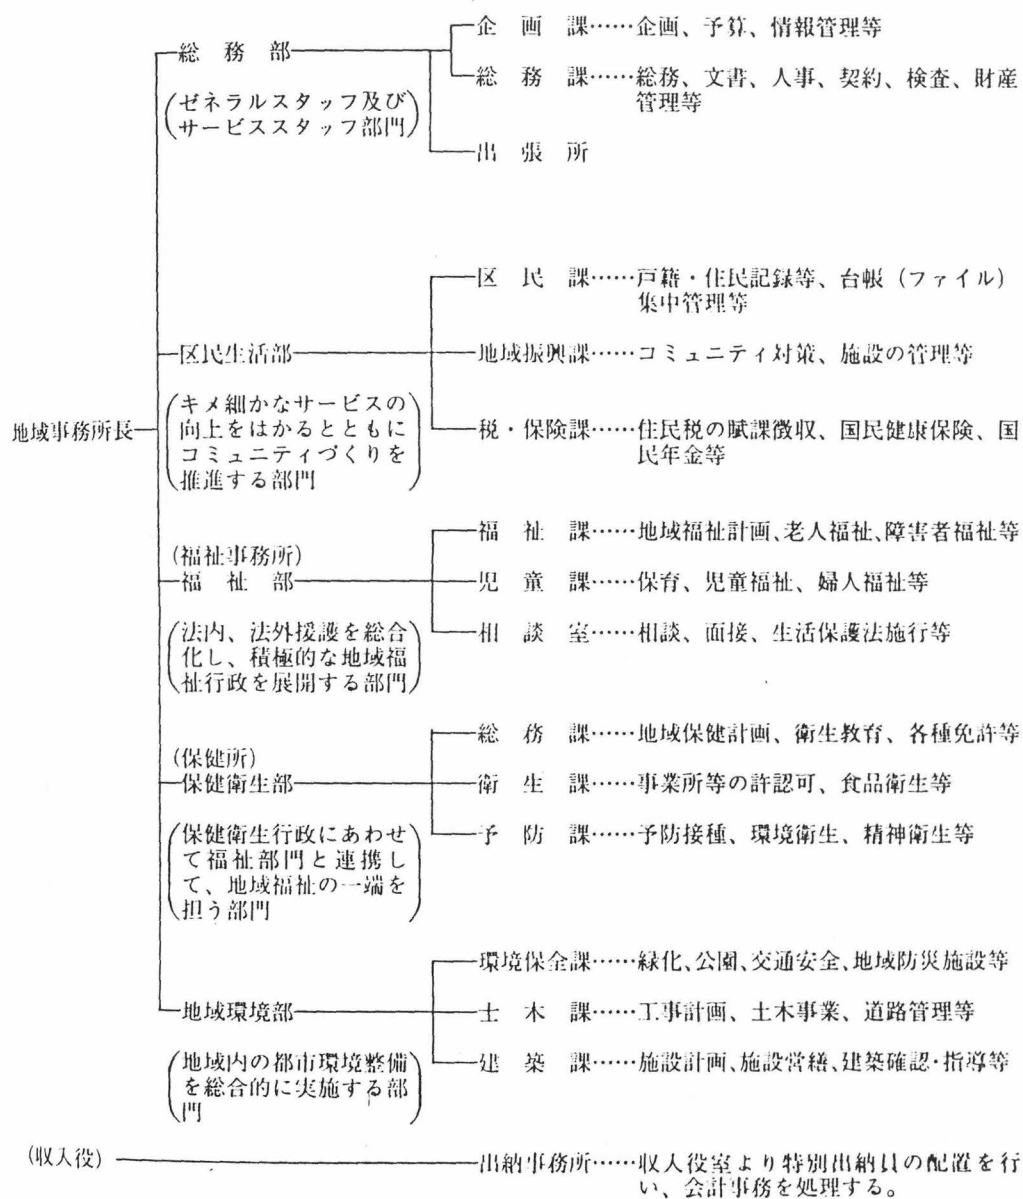 企画課……企画、予算、情報管理等
総務部
総務課……総務、文書、人事、契約、検査、財産
管理等
(ゼネラルスタッフ及び
サービススタッフ部門)
出張所
区民課……戸籍・住民記録等、台帳(ファイル)
集中管理等
区民生活部
地域振興課……コミュニティ対策、施設の管理等
(キメ細かなサービスの
向上をはかるとともに
コミュニティづくりを
推進する部門)
地域事務所長
税・保険課……住民税の賦課徴収、国民健康保険、国
民年金等
福祉課……地域福祉計画、老人福祉、障害者福祉等
(福祉事務所)
福祉部
児童課……保育、児童福祉、婦人福祉等
相談室……相談、面接、生活保護法施行等
(法内、法外援護を総合
化し、積極的な地域福
祉行政を展開する部門)
総務課……地域保健計画、衛生教育、各種免許等
(保健所)
保健衛生部
衛生課……事業所等の許認可、食品衛生等
予防課……予防接種、環境衛生、精神衛生等
(保健衛生行政にあわせ
て福祉部門と連携し
て、地域福祉の一端を
担う部門)
環境保全課……緑化、公園、交通安全、地域防災施設等
地域環境部
土木課……工事計画、土木事業、道路管理等
建築課……施設計画、施設営繕、建築確認・指導等
(地域内の都市環境整備
を総合的に実施する部
門)
(収入役)
出納事務所……収入役室より特別出納員の配置を行
い、会計事務を処理する。